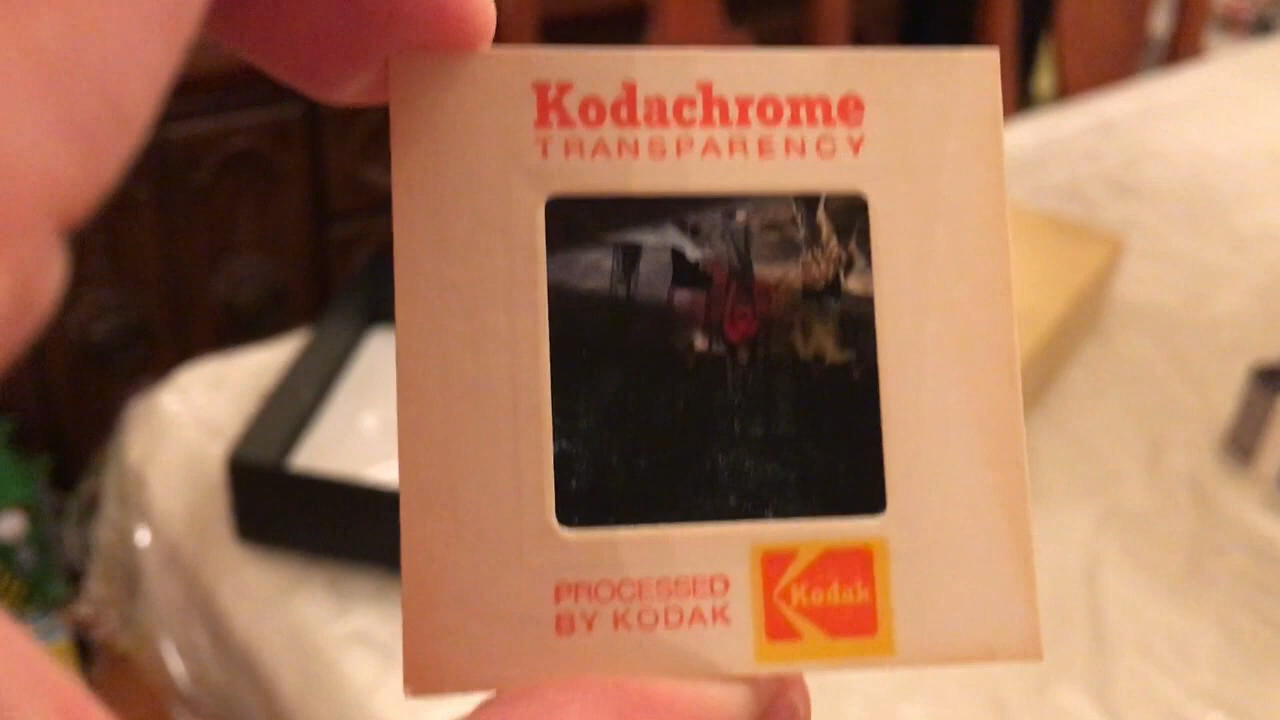 Kodachrome
TRANSPARENCY
PROCESSED
BY KODAK
Kodak